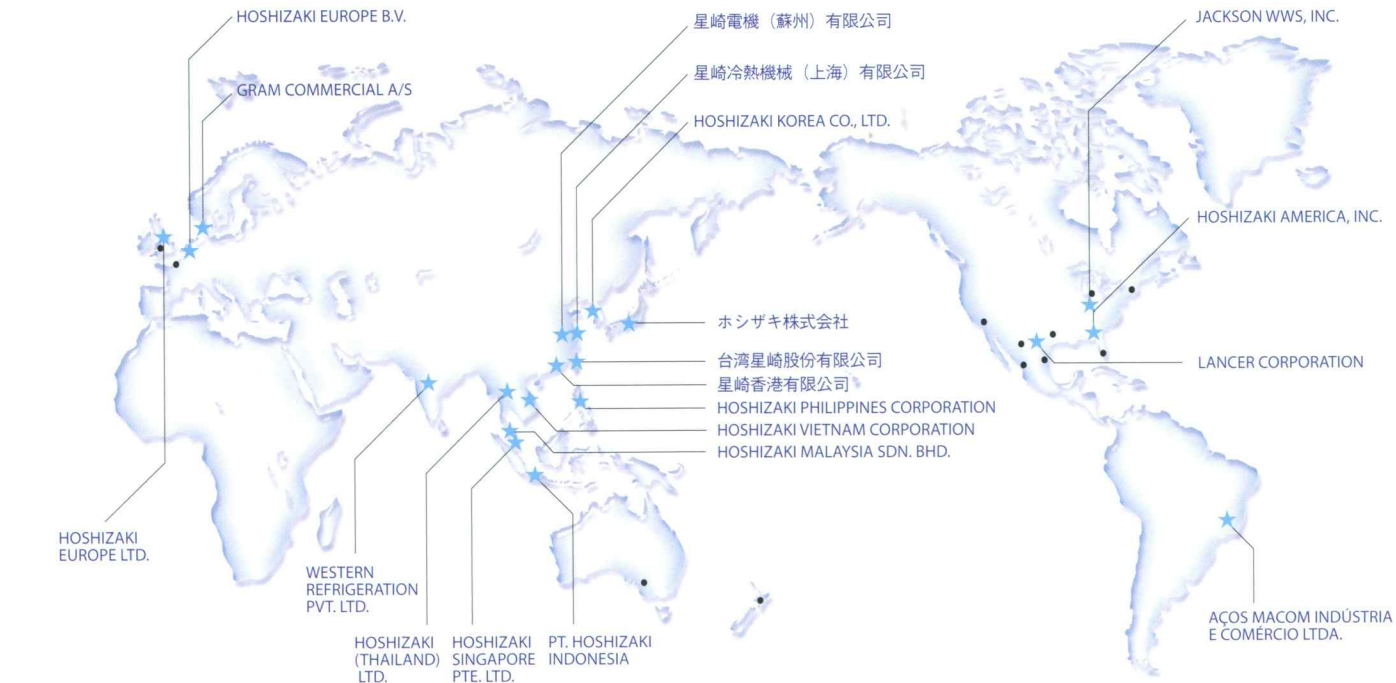 HOSHIZAKI EUROPE B.V.
GRAM COMMERCIAL A/S
星崎電機（蘇州）有限公司
星崎冷熱機械（上海）有限公司
HOSHIZAKI KOREA CO., LTD.
JACKSON WWS, INC.
HOSHIZAKI AMERICA, INC.
ホシザキ株式会社
台湾星崎股份有限公司
星崎香港有限公司
HOSHIZAKI PHILIPPINES CORPORATION
HOSHIZAKI VIETNAM CORPORATION
HOSHIZAKI MALAYSIA SDN. BHD.
LANCER CORPORATION
HOSHIZAKI
EUROPE LTD.
WESTERN
REFRIGERATION
PVT. LTD.
HOSHIZAKI
(THAILAND)
LTD.
HOSHIZAKI
SINGAPORE
PTE. LTD.
PT. HOSHIZAKI
INDONESIA
AÇOS MACOM INDÚSTRIA
E COMÉRCIO LTDA.